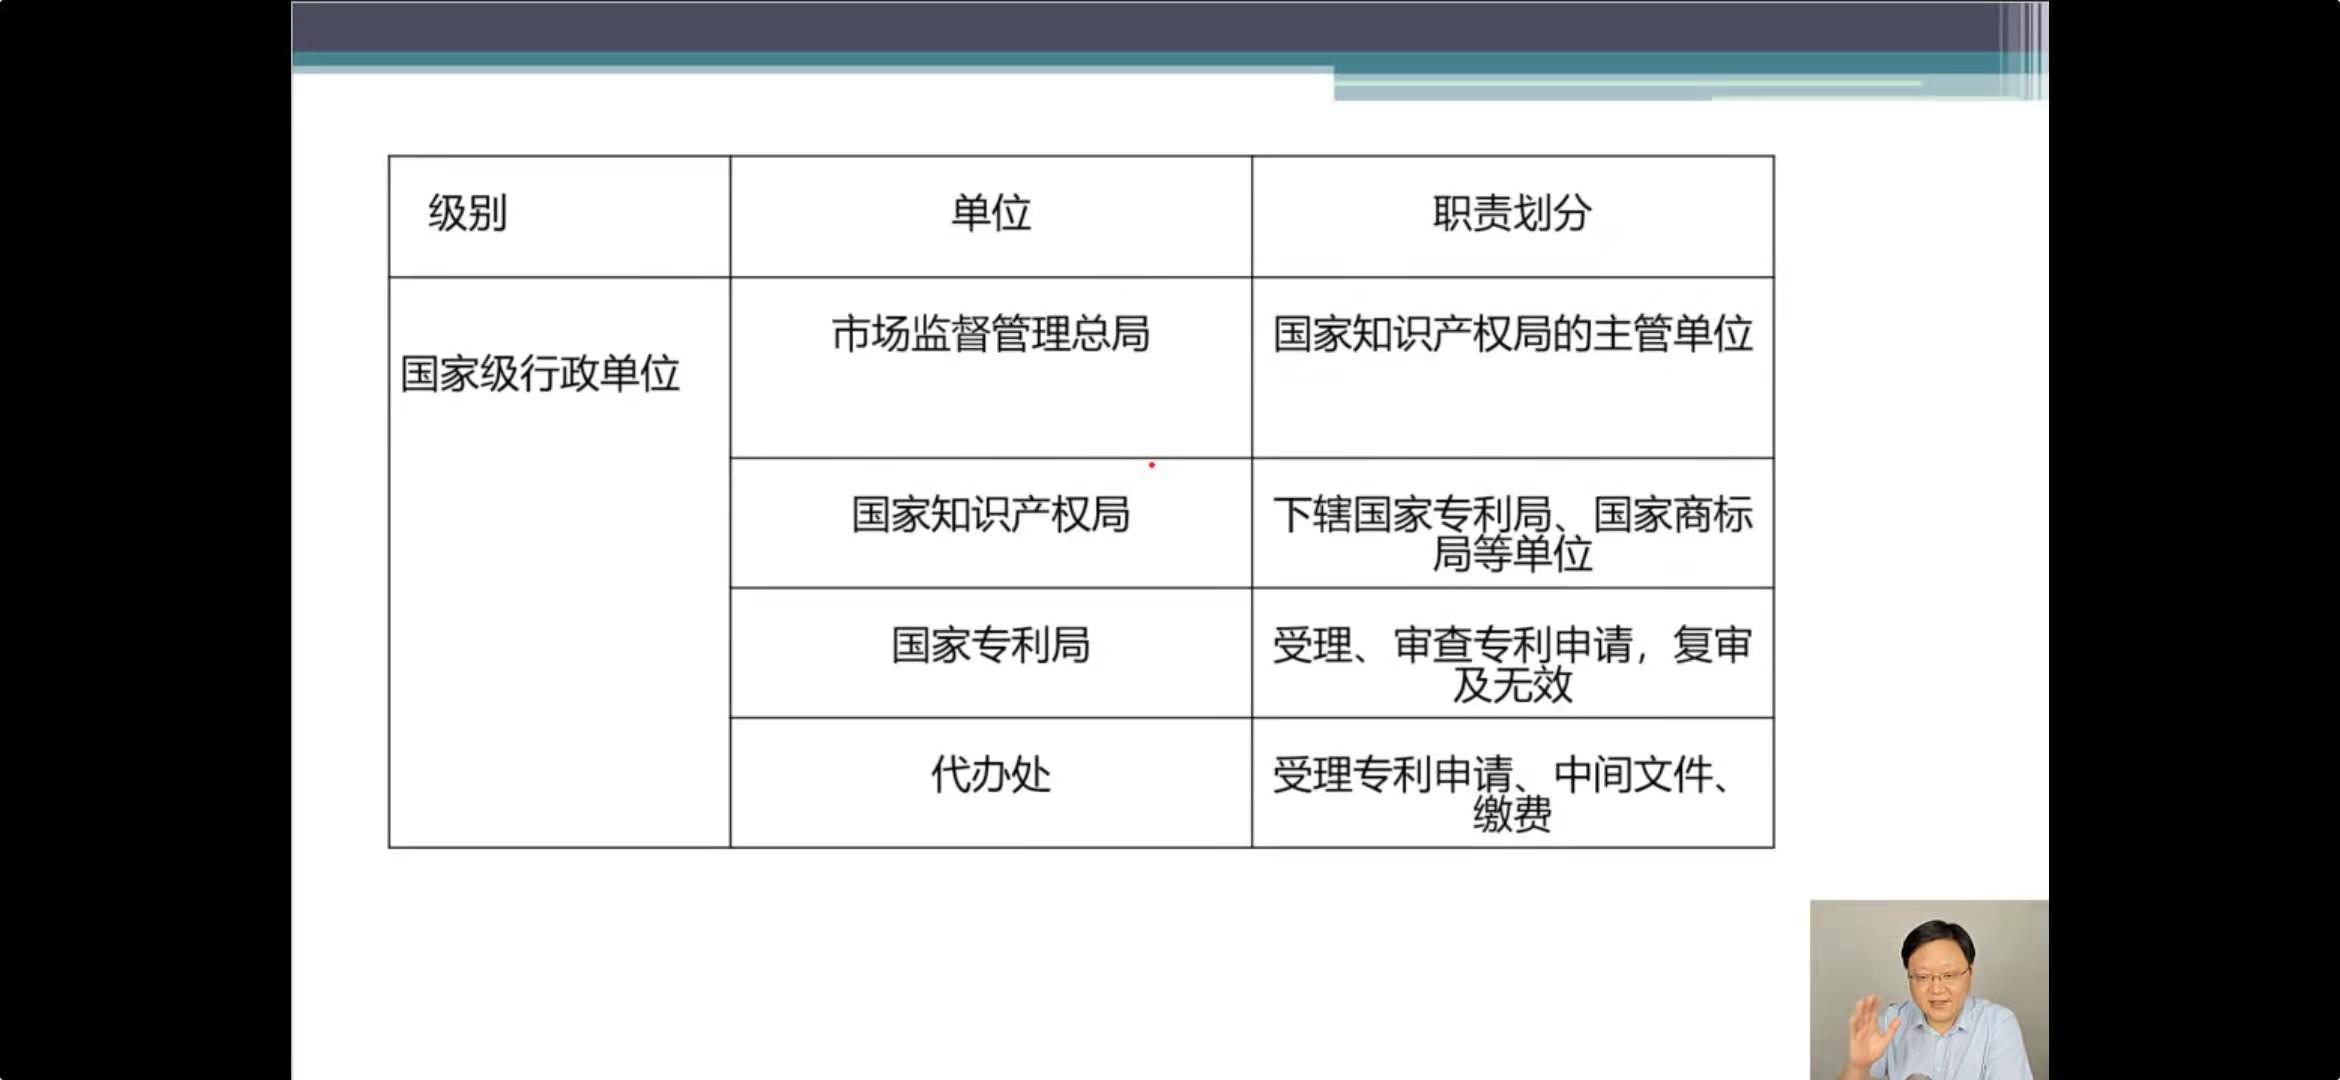 级别
单位
职责划分
国家级行政单位
市场监督管理总局
国家知识产权局的主管单位
国家知识产权局
下辖国家专利局、国家商标
局等单位
国家专利局
受理、审查专利申请，复审
及无效
代办处
受理专利申请、中间文件、
缴费